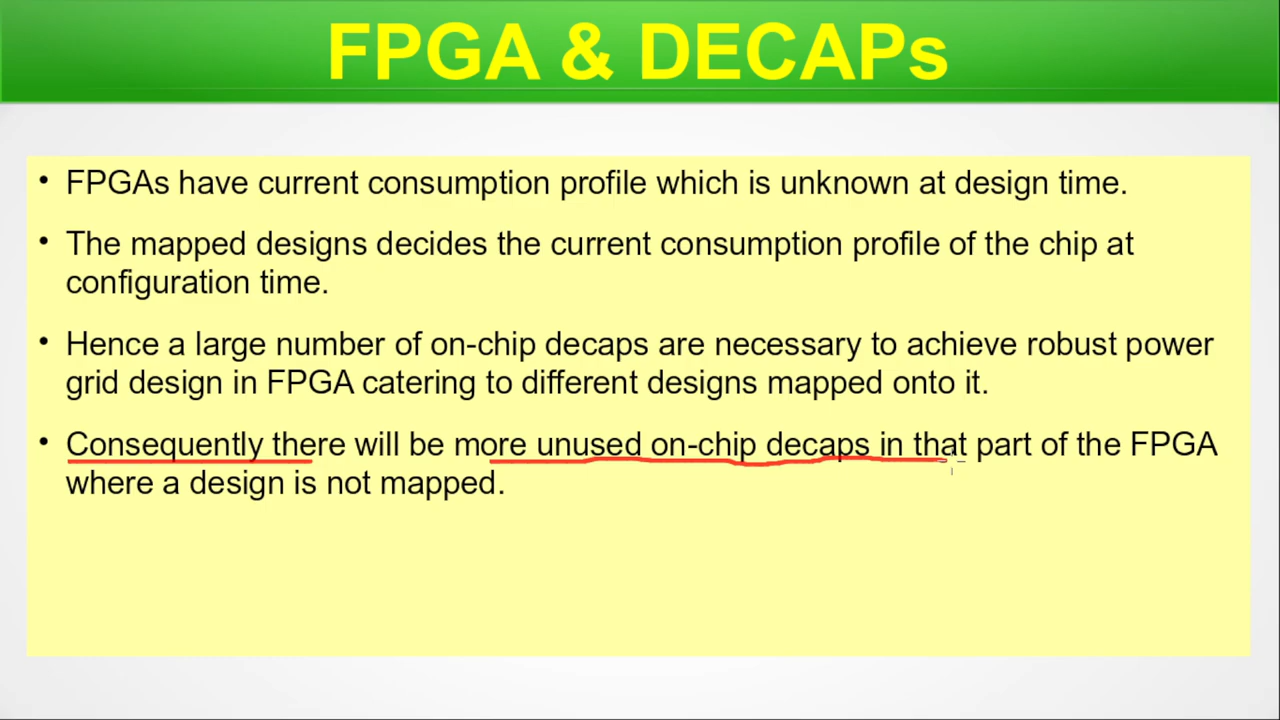 FPGA & DECAPs
• FPGAs have current consumption profile which is unknown at design time.
• The mapped designs decides the current consumption profile of the chip at
configuration time.
• Hence a large number of on-chip decaps are necessary to achieve robust power
grid design in FPGA catering to different designs mapped onto it.
• Consequently there will be more unused on-chip decaps in that part of the FPGA
where a design is not mapped.